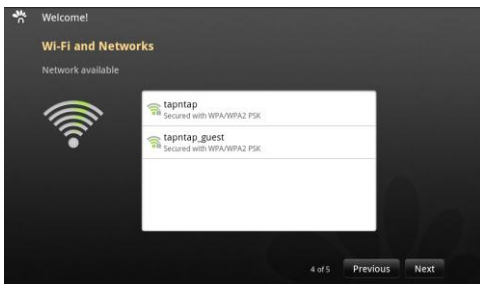 Welcome!
Wi-Fi and Networks
Network available
tapntap
Secured with WPA/WPA2 PSK
tapntap_guest
Secured with WPA/WPA2 PSK
4 of 5 Previous Next